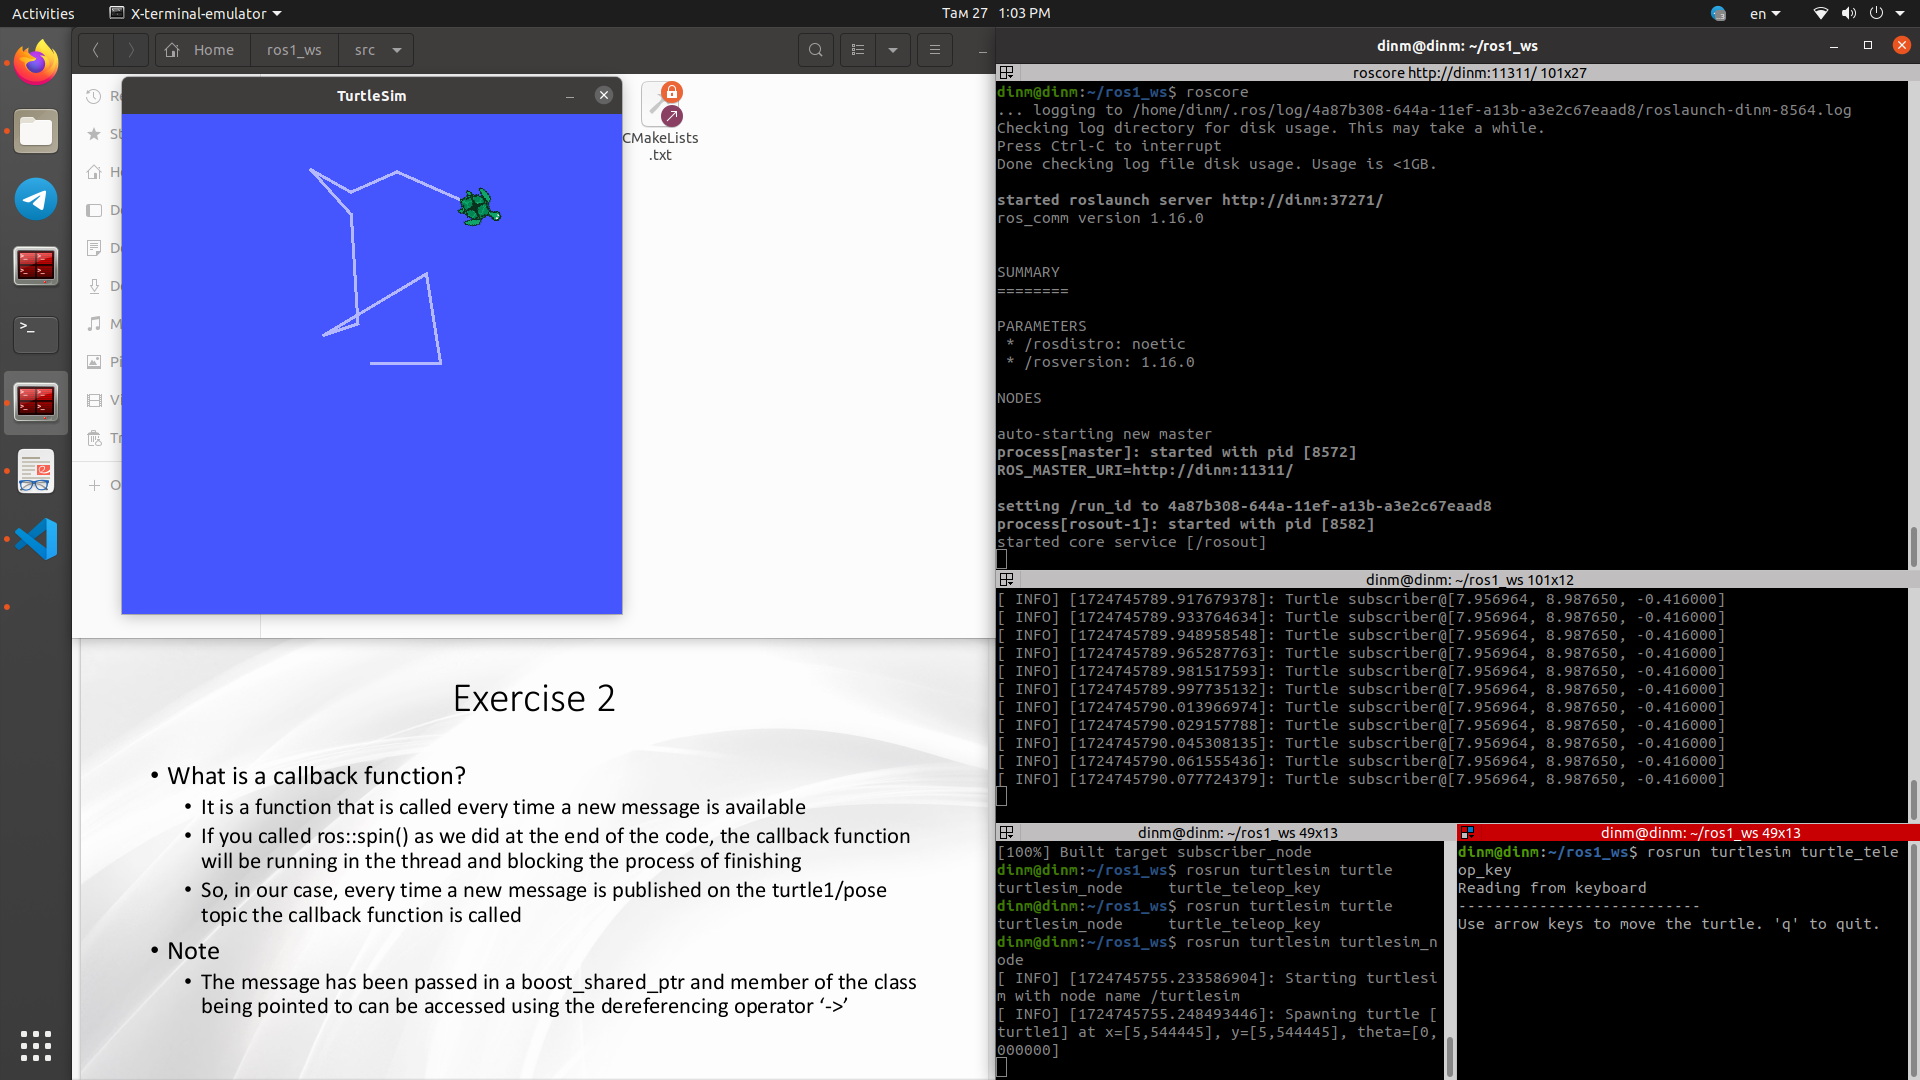 Activities
X-terminal-emulator
Там 27 1:03 PM
en
Home
ros1_ws
src
TurtleSim
CMakeLists
.txt
Exercise 2
• What is a callback function?
• It is a function that is called every time a new message is available
• If you called ros::spin() as we did at the end of the code, the callback function
will be running in the thread and blocking the process of finishing
• So, in our case, every time a new message is published on the turtle1/pose
topic the callback function is called
• Note
• The message has been passed in a boost_shared_ptr and member of the class
being pointed to can be accessed using the dereferencing operator ‘->’
dinm@dinm: ~/ros1_ws
roscore http://dinm:11311/ 101x27
dinm@dinm:~/ros1_ws$ roscore
... logging to /home/dinm/.ros/log/4a87b308-644a-11ef-a13b-a3e2c67eaad8/roslaunch-dinm-8564.log
Checking log directory for disk usage. This may take a while.
Press Ctrl-C to interrupt
Done checking log file disk usage. Usage is <1GB.
started roslaunch server http://dinm:37271/
ros_comm version 1.16.0
SUMMARY
========
PARAMETERS
* /rosdistro: noetic
* /rosversion: 1.16.0
NODES
auto-starting new master
process[master]: started with pid [8572]
ROS_MASTER_URI=http://dinm:11311/
setting /run_id to 4a87b308-644a-11ef-a13b-a3e2c67eaad8
process[rosout-1]: started with pid [8582]
started core service [/rosout]
dinm@dinm: ~/ros1_ws 101x12
[ INFO] [1724745789.917679378]: Turtle subscriber@[7.956964, 8.987650, -0.416000]
[ INFO] [1724745789.933764634]: Turtle subscriber@[7.956964, 8.987650, -0.416000]
[ INFO] [1724745789.948958548]: Turtle subscriber@[7.956964, 8.987650, -0.416000]
[ INFO] [1724745789.965287763]: Turtle subscriber@[7.956964, 8.987650, -0.416000]
[ INFO] [1724745789.981517593]: Turtle subscriber@[7.956964, 8.987650, -0.416000]
[ INFO] [1724745789.997735132]: Turtle subscriber@[7.956964, 8.987650, -0.416000]
[ INFO] [1724745790.013966974]: Turtle subscriber@[7.956964, 8.987650, -0.416000]
[ INFO] [1724745790.029157788]: Turtle subscriber@[7.956964, 8.987650, -0.416000]
[ INFO] [1724745790.045308135]: Turtle subscriber@[7.956964, 8.987650, -0.416000]
[ INFO] [1724745790.061555436]: Turtle subscriber@[7.956964, 8.987650, -0.416000]
[ INFO] [1724745790.077724379]: Turtle subscriber@[7.956964, 8.987650, -0.416000]
dinm@dinm: ~/ros1_ws 49x13
[100%] Built target subscriber_node
dinm@dinm:~/ros1_ws$ rosrun turtlesim turtle
turtlesim_node turtle_teleop_key
dinm@dinm:~/ros1_ws$ rosrun turtlesim turtle
turtlesim_node turtle_teleop_key
dinm@dinm:~/ros1_ws$ rosrun turtlesim turtlesim_n
ode
[ INFO] [1724745755.233586904]: Starting turtlesi
m with node name /turtlesim
[ INFO] [1724745755.248493446]: Spawning turtle [
turtle1] at x=[5,544445], y=[5,544445], theta=[0,
000000]
dinm@dinm: ~/ros1_ws 49x13
dinm@dinm:~/ros1_ws$ rosrun turtlesim turtle_tele
op_key
Reading from keyboard
---------------------------
Use arrow keys to move the turtle. 'q' to quit.